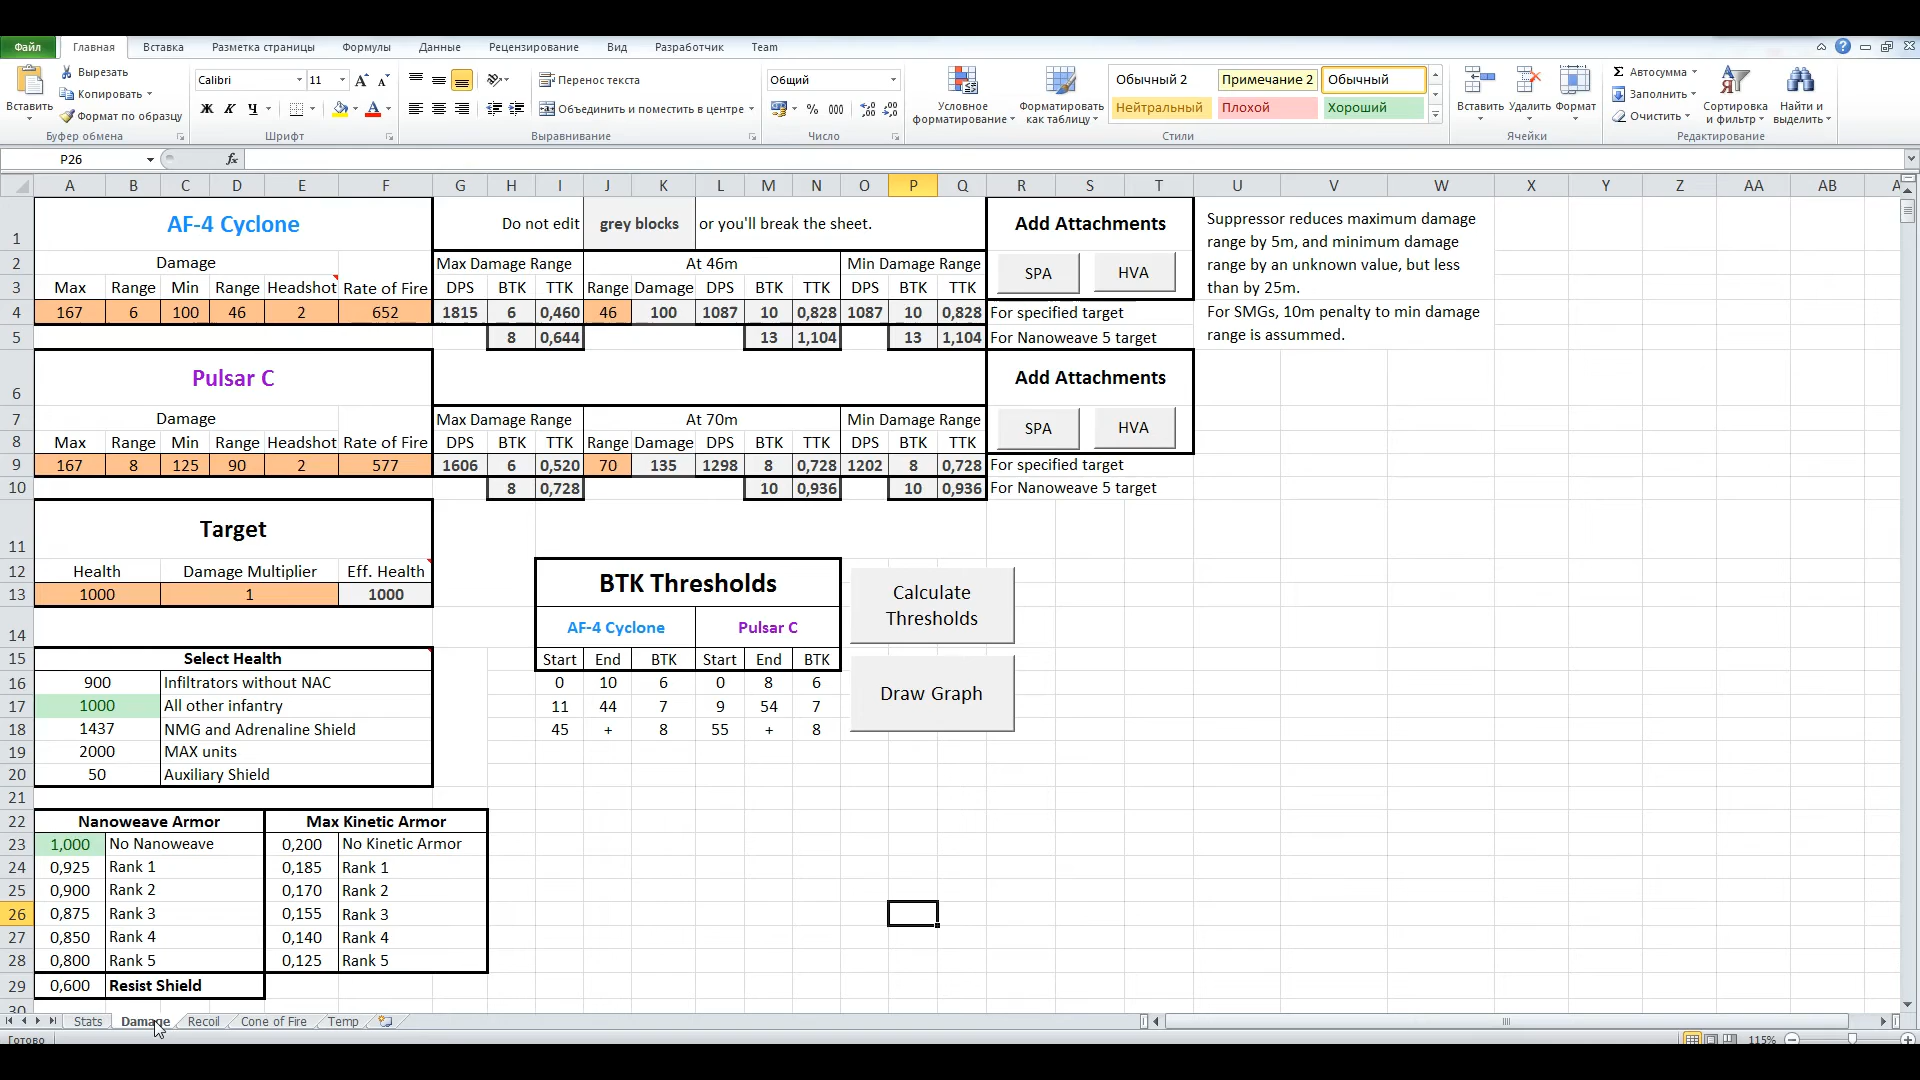 Файл Главная Вставка Разметка страницы Формулы Данные Рецензирование Вид Разработчик Team
Вставить
Вырезать
Копировать
Формат по образцу
Буфер обмена
Calibri 11
Ж К Ч
Шрифт
Перенос текста
Объединить и поместить в центре
Выравнивание
Общий
% 000
Число
Условное форматирование
Форматировать как таблицу
Обычный 2 Примечание 2 Обычный
Нейтральный Плохой Хороший
Стили
Вставить Удалить Формат
Ячейки
Σ Автосумма
Заполнить
Очистить
Сортировка и фильтр
Найти и выделить
Редактирование
P26 fx
A B C D E F G H I J K L M N O P Q R S T U V W X Y Z AA AB
1 AF-4 Cyclone Do not edit grey blocks or you'll break the sheet. Add Attachments
2 Damage Max Damage Range At 46m Min Damage Range SPA HVA
3 Max Range Min Range Headshot Rate of Fire DPS BTK TTK Range Damage DPS BTK TTK DPS BTK TTK
4 167 6 100 46 2 652 1815 6 0,460 46 100 1087 10 0,828 1087 10 0,828 For specified target
5 8 0,644 13 1,104 13 1,104 For Nanoweave 5 target
Suppressor reduces maximum damage
range by 5m, and minimum damage
range by an unknown value, but less
than by 25m.
For SMGs, 10m penalty to min damage
range is assummed.
6 Pulsar C Add Attachments
7 Damage Max Damage Range At 70m Min Damage Range SPA HVA
8 Max Range Min Range Headshot Rate of Fire DPS BTK TTK Range Damage DPS BTK TTK DPS BTK TTK
9 167 8 125 90 2 577 1606 6 0,520 70 135 1298 8 0,728 1202 8 0,728 For specified target
10 8 0,728 10 0,936 10 0,936 For Nanoweave 5 target
11 Target
12 Health Damage Multiplier Eff. Health
13 1000 1 1000
14
BTK Thresholds
AF-4 Cyclone Pulsar C
Calculate Thresholds
Draw Graph
15 Select Health Start End BTK Start End BTK
16 900 Infiltrators without NAC 0 10 6 0 8 6
17 1000 All other infantry 11 44 7 9 54 7
18 1437 NMG and Adrenaline Shield 45 + 8 55 + 8
19 2000 MAX units
20 50 Auxiliary Shield
21
22 Nanoweave Armor Max Kinetic Armor
23 1,000 No Nanoweave 0,200 No Kinetic Armor
24 0,925 Rank 1 0,185 Rank 1
25 0,900 Rank 2 0,170 Rank 2
26 0,875 Rank 3 0,155 Rank 3
27 0,850 Rank 4 0,140 Rank 4
28 0,800 Rank 5 0,125 Rank 5
29 0,600 Resist Shield
30
Stats Damage Recoil Cone of Fire Temp
Готово 115%